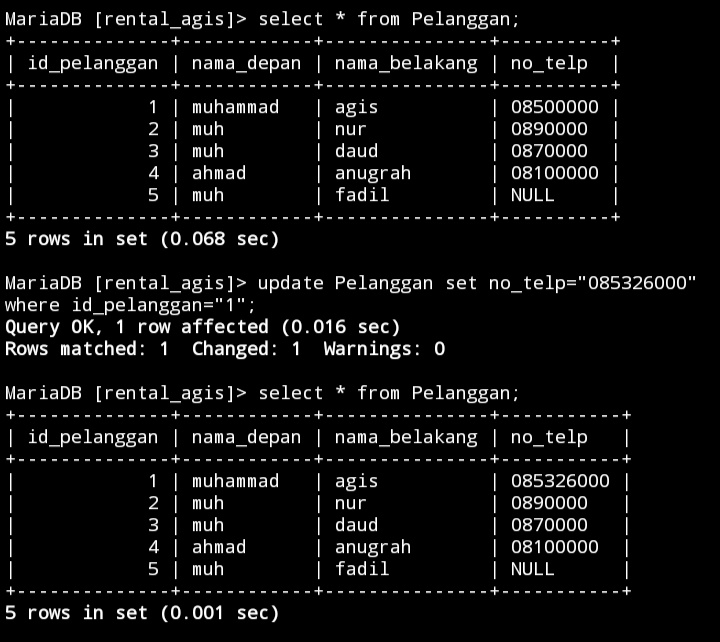 MariaDB [rental_agis]> select * from Pelanggan;
+--------------+------------+---------------+----------+
| id_pelanggan | nama_depan | nama_belakang | no_telp  |
+--------------+------------+---------------+----------+
|            1 | muhammad   | agis          | 08500000 |
|            2 | muh        | nur           | 0890000  |
|            3 | muh        | daud          | 0870000  |
|            4 | ahmad      | anugrah       | 08100000 |
|            5 | muh        | fadil         | NULL     |
+--------------+------------+---------------+----------+
5 rows in set (0.068 sec)
MariaDB [rental_agis]> update Pelanggan set no_telp="085326000"
where id_pelanggan="1";
Query OK, 1 row affected (0.016 sec)
Rows matched: 1  Changed: 1  Warnings: 0
MariaDB [rental_agis]> select * from Pelanggan;
+--------------+------------+---------------+-----------+
| id_pelanggan | nama_depan | nama_belakang | no_telp   |
+--------------+------------+---------------+-----------+
|            1 | muhammad   | agis          | 085326000 |
|            2 | muh        | nur           | 0890000   |
|            3 | muh        | daud          | 0870000   |
|            4 | ahmad      | anugrah       | 08100000  |
|            5 | muh        | fadil         | NULL      |
+--------------+------------+---------------+-----------+
5 rows in set (0.001 sec)